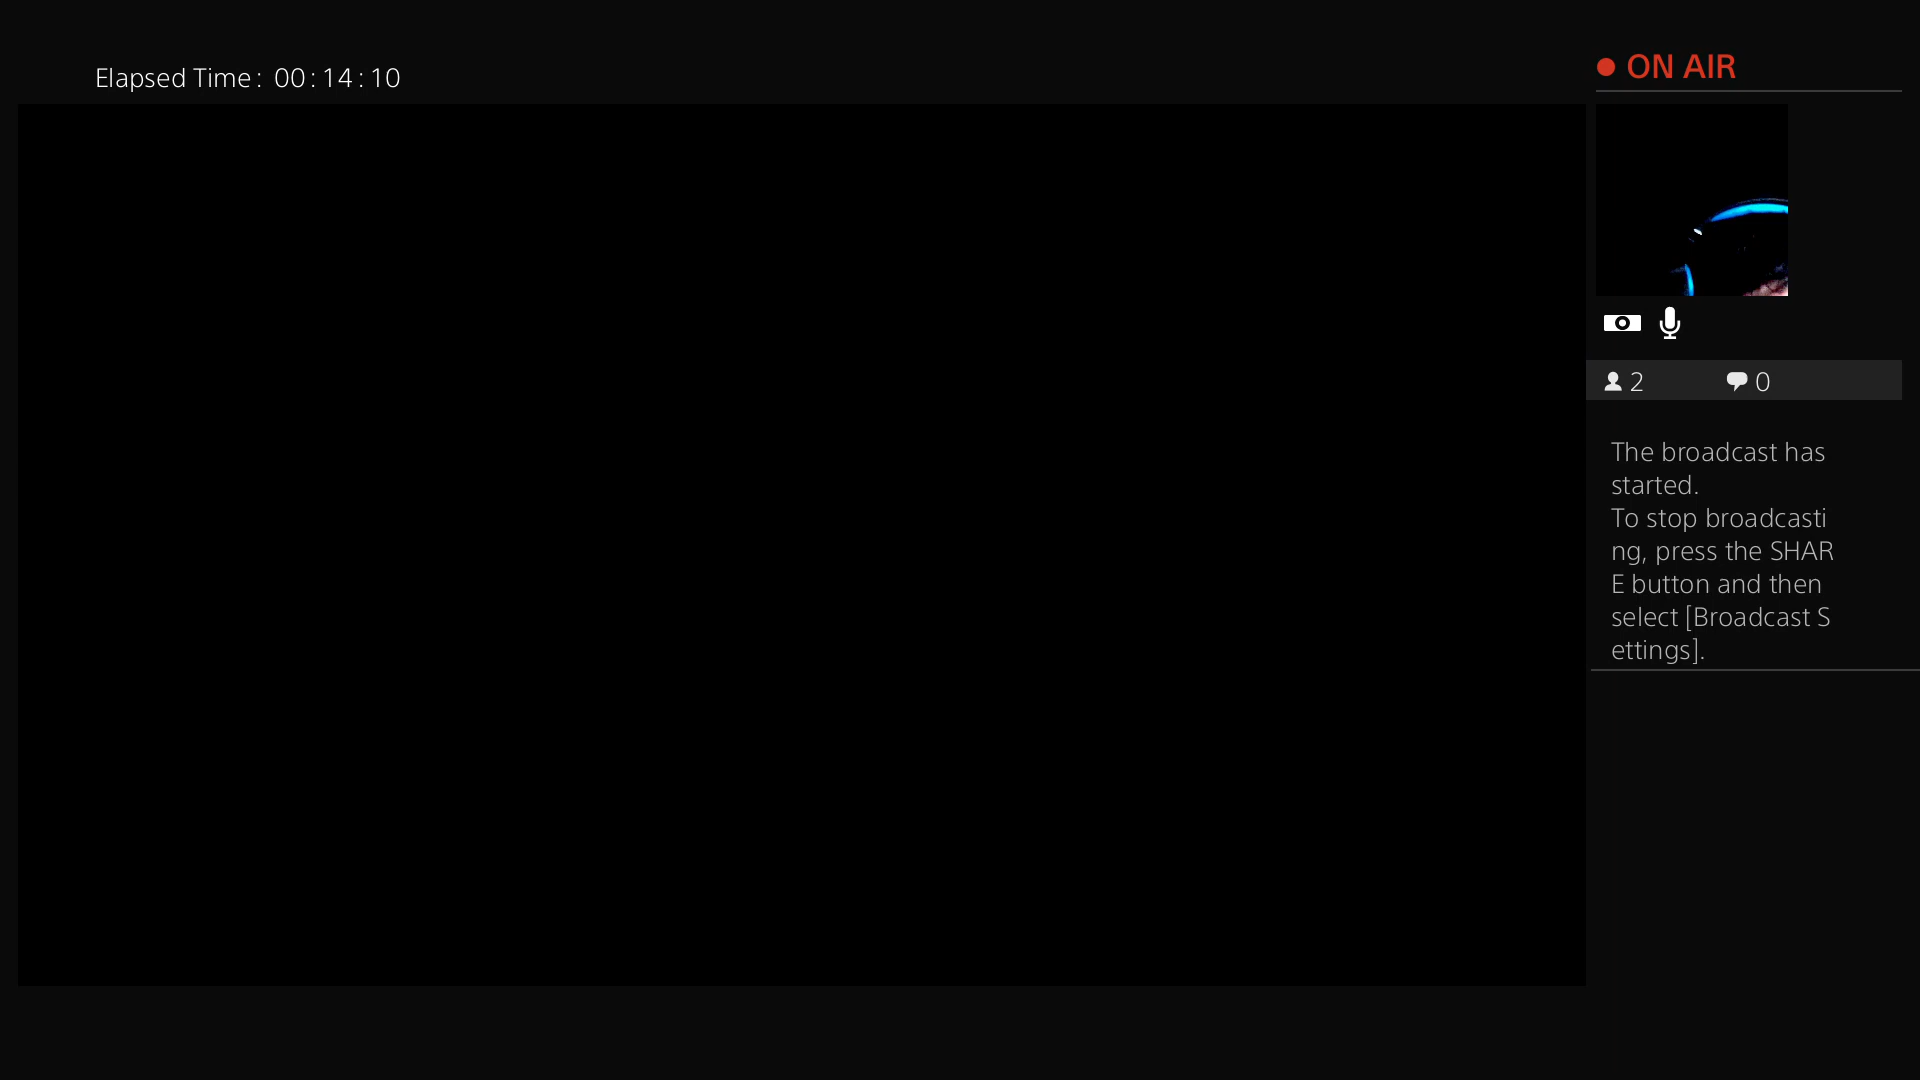 Elapsed Time: 00:14:10
ON AIR
2
0
The broadcast has
started.
To stop broadcasti
ng, press the SHAR
E button and then
select [Broadcast S
ettings].